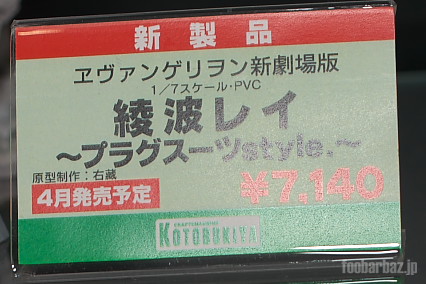 新製品
ヱヴァンゲリヲン新劇場版
1/7スケール・PVC
綾波レイ
～プラグスーツstyle.～
原型制作:右藏
4月発売予定
¥7,140
KOTOBUKIYA
foobarbaz.jp